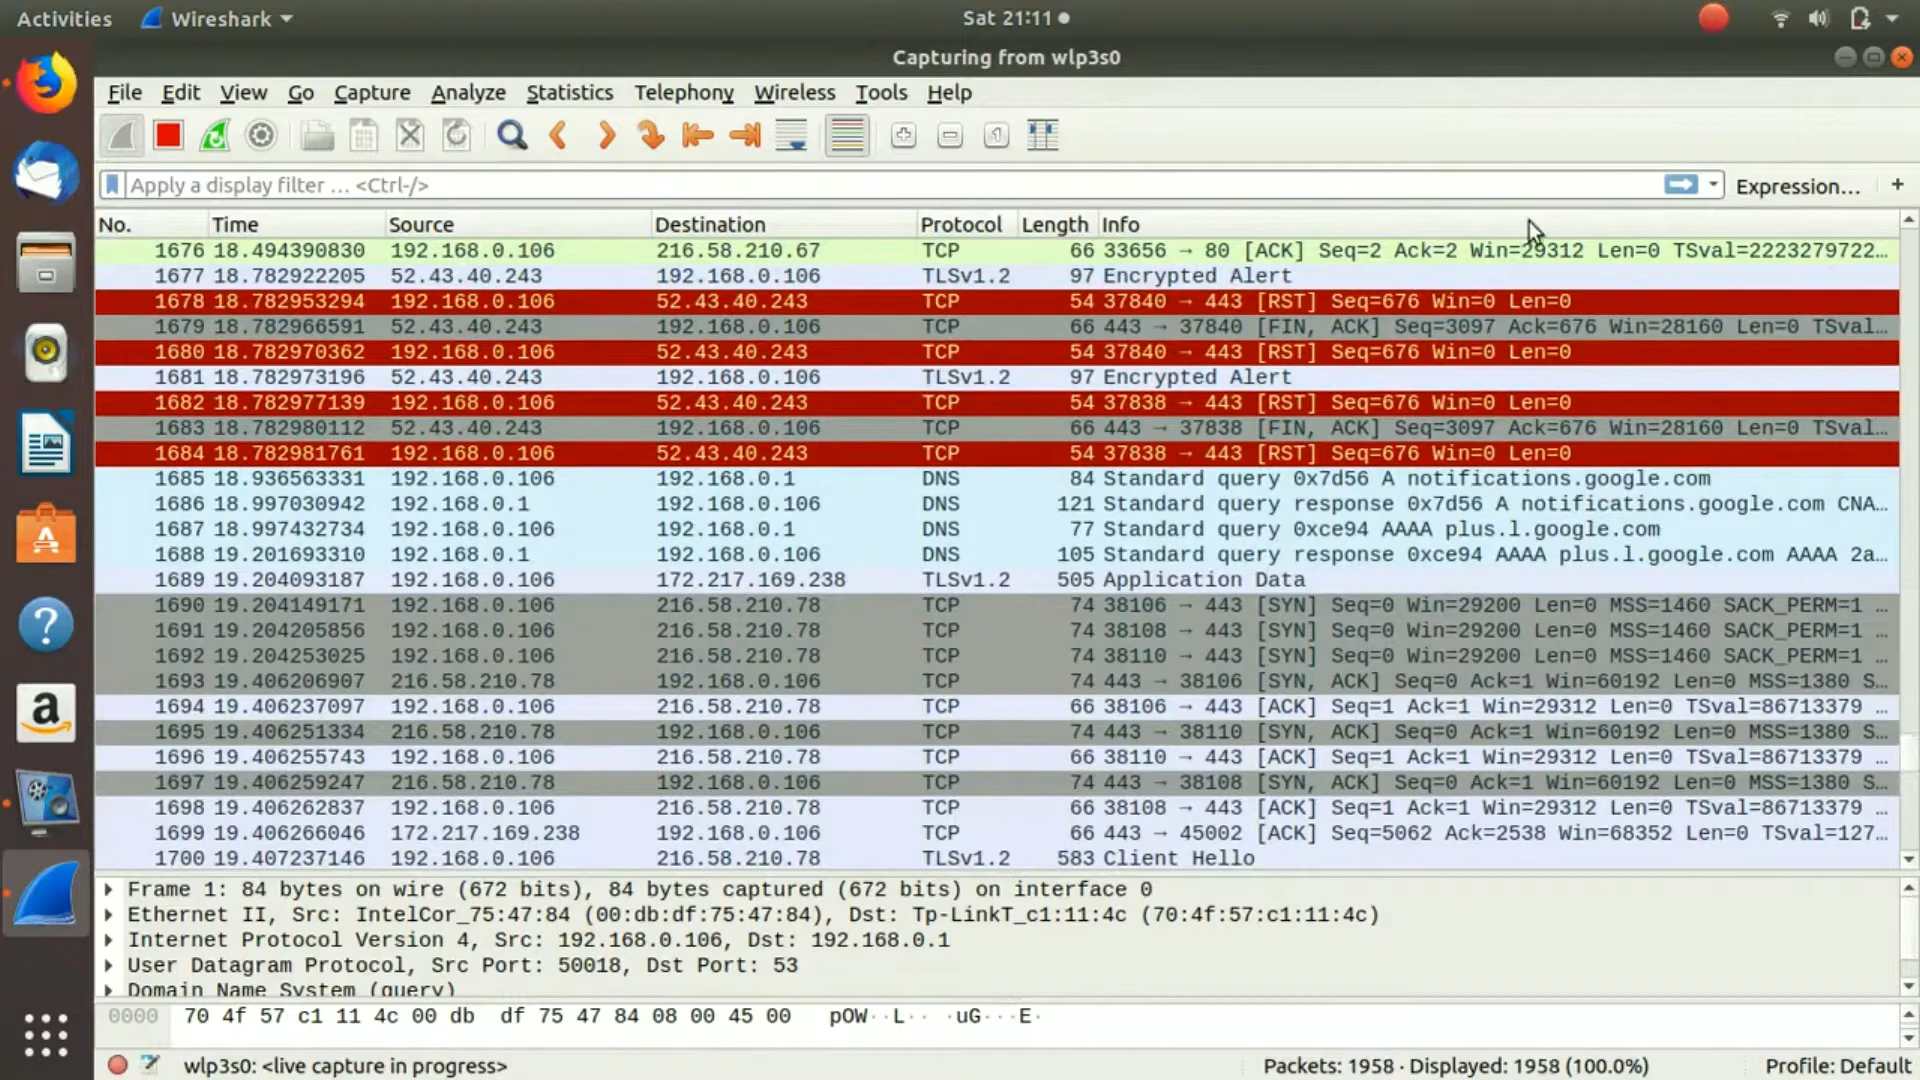 Activities Wireshark Sat 21:11
Capturing from wlp3s0
File Edit View Go Capture Analyze Statistics Telephony Wireless Tools Help
Apply a display filter … <Ctrl-/> Expression… +
No. Time Source Destination Protocol Length Info
1676 18.494390830 192.168.0.106 216.58.210.67 TCP 66 33656 → 80 [ACK] Seq=2 Ack=2 Win=29312 Len=0 TSval=2223279722…
1677 18.782922205 52.43.40.243 192.168.0.106 TLSv1.2 97 Encrypted Alert
1678 18.782953294 192.168.0.106 52.43.40.243 TCP 54 37840 → 443 [RST] Seq=676 Win=0 Len=0
1679 18.782966591 52.43.40.243 192.168.0.106 TCP 66 443 → 37840 [FIN, ACK] Seq=3097 Ack=676 Win=28160 Len=0 TSval…
1680 18.782970362 192.168.0.106 52.43.40.243 TCP 54 37840 → 443 [RST] Seq=676 Win=0 Len=0
1681 18.782973196 52.43.40.243 192.168.0.106 TLSv1.2 97 Encrypted Alert
1682 18.782977139 192.168.0.106 52.43.40.243 TCP 54 37838 → 443 [RST] Seq=676 Win=0 Len=0
1683 18.782980112 52.43.40.243 192.168.0.106 TCP 66 443 → 37838 [FIN, ACK] Seq=3097 Ack=676 Win=28160 Len=0 TSval…
1684 18.782981761 192.168.0.106 52.43.40.243 TCP 54 37838 → 443 [RST] Seq=676 Win=0 Len=0
1685 18.936563331 192.168.0.106 192.168.0.1 DNS 84 Standard query 0x7d56 A notifications.google.com
1686 18.997030942 192.168.0.1 192.168.0.106 DNS 121 Standard query response 0x7d56 A notifications.google.com CNA…
1687 18.997432734 192.168.0.106 192.168.0.1 DNS 77 Standard query 0xce94 AAAA plus.l.google.com
1688 19.201693310 192.168.0.1 192.168.0.106 DNS 105 Standard query response 0xce94 AAAA plus.l.google.com AAAA 2a…
1689 19.204093187 192.168.0.106 172.217.169.238 TLSv1.2 505 Application Data
1690 19.204149171 192.168.0.106 216.58.210.78 TCP 74 38106 → 443 [SYN] Seq=0 Win=29200 Len=0 MSS=1460 SACK_PERM=1 …
1691 19.204205856 192.168.0.106 216.58.210.78 TCP 74 38108 → 443 [SYN] Seq=0 Win=29200 Len=0 MSS=1460 SACK_PERM=1 …
1692 19.204253025 192.168.0.106 216.58.210.78 TCP 74 38110 → 443 [SYN] Seq=0 Win=29200 Len=0 MSS=1460 SACK_PERM=1 …
1693 19.406206907 216.58.210.78 192.168.0.106 TCP 74 443 → 38106 [SYN, ACK] Seq=0 Ack=1 Win=60192 Len=0 MSS=1380 S…
1694 19.406237097 192.168.0.106 216.58.210.78 TCP 66 38106 → 443 [ACK] Seq=1 Ack=1 Win=29312 Len=0 TSval=86713379 …
1695 19.406251334 216.58.210.78 192.168.0.106 TCP 74 443 → 38110 [SYN, ACK] Seq=0 Ack=1 Win=60192 Len=0 MSS=1380 S…
1696 19.406255743 192.168.0.106 216.58.210.78 TCP 66 38110 → 443 [ACK] Seq=1 Ack=1 Win=29312 Len=0 TSval=86713379 …
1697 19.406259247 216.58.210.78 192.168.0.106 TCP 74 443 → 38108 [SYN, ACK] Seq=0 Ack=1 Win=60192 Len=0 MSS=1380 S…
1698 19.406262837 192.168.0.106 216.58.210.78 TCP 66 38108 → 443 [ACK] Seq=1 Ack=1 Win=29312 Len=0 TSval=86713379 …
1699 19.406266046 172.217.169.238 192.168.0.106 TCP 66 443 → 45002 [ACK] Seq=5062 Ack=2538 Win=68352 Len=0 TSval=127…
1700 19.407237146 192.168.0.106 216.58.210.78 TLSv1.2 583 Client Hello
Frame 1: 84 bytes on wire (672 bits), 84 bytes captured (672 bits) on interface 0
Ethernet II, Src: IntelCor_75:47:84 (00:db:df:75:47:84), Dst: Tp-LinkT_c1:11:4c (70:4f:57:c1:11:4c)
Internet Protocol Version 4, Src: 192.168.0.106, Dst: 192.168.0.1
User Datagram Protocol, Src Port: 50018, Dst Port: 53
Domain Name System (query)
0000 70 4f 57 c1 11 4c 00 db df 75 47 84 08 00 45 00 pOW··L·· ·uG···E·
wlp3s0: <live capture in progress> Packets: 1958 · Displayed: 1958 (100.0%) Profile: Default